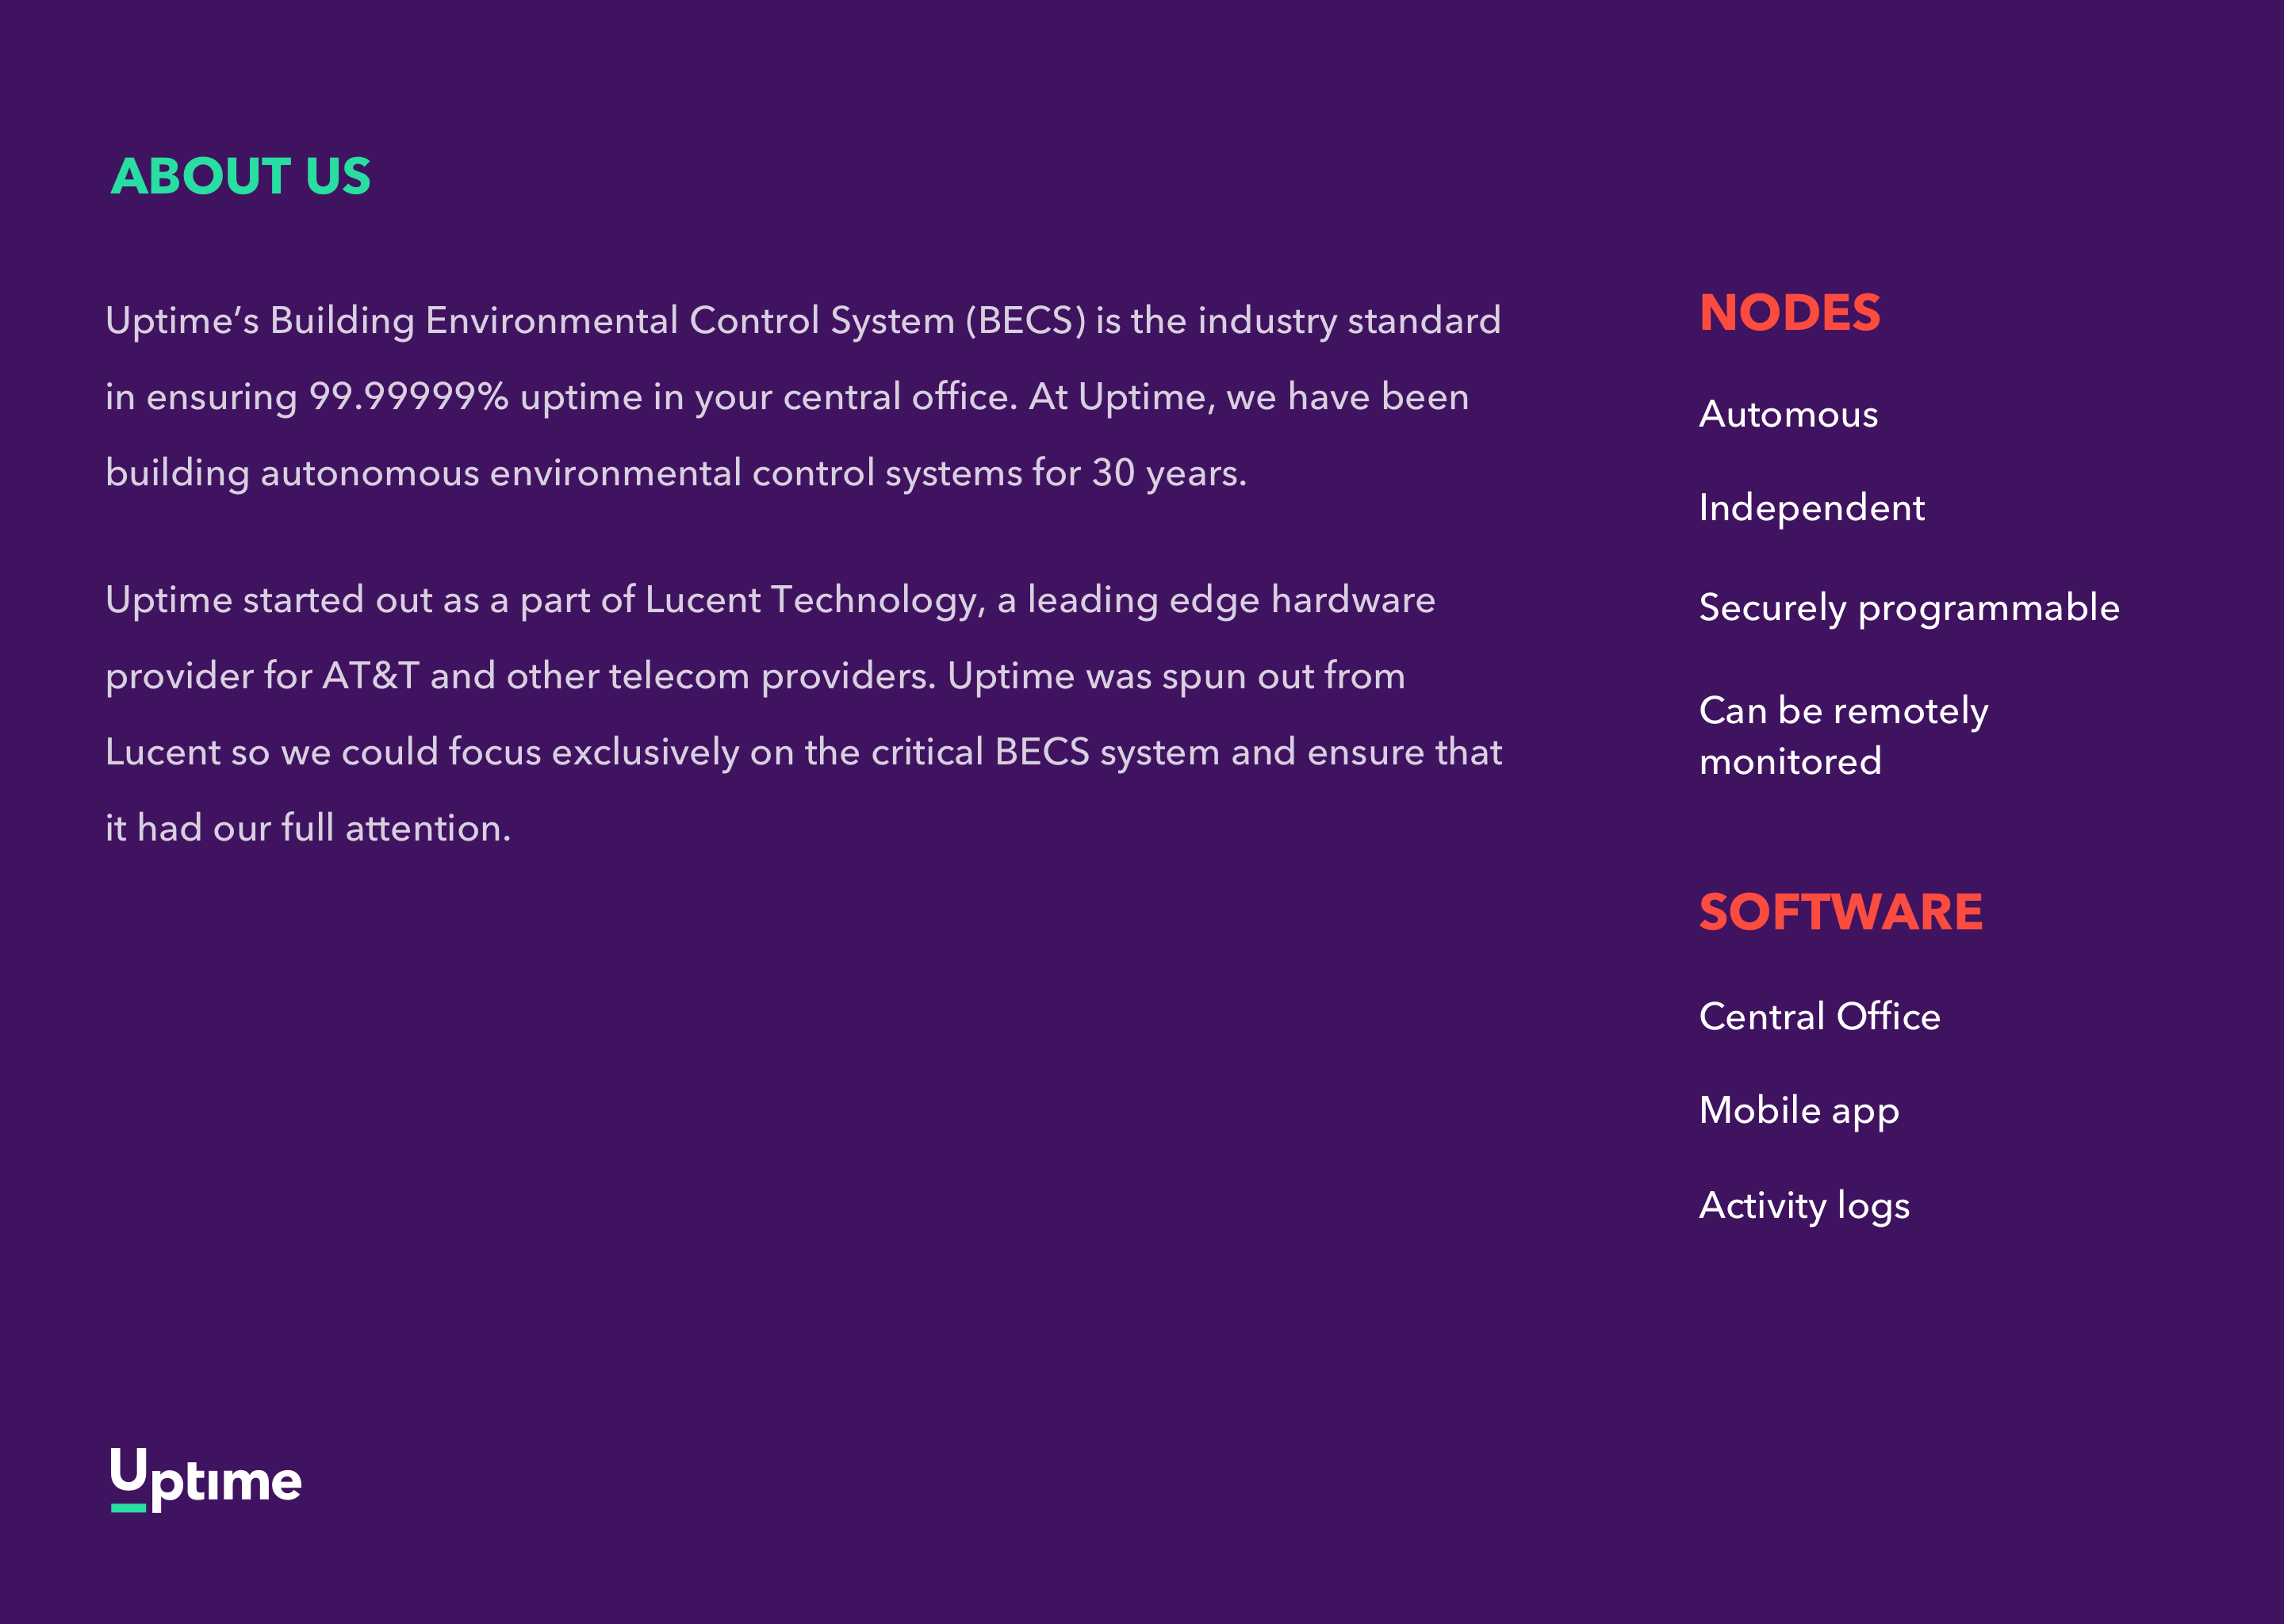 ABOUT US
Uptime’s Building Environmental Control System (BECS) is the industry standard
in ensuring 99.99999% uptime in your central office. At Uptime, we have been
building autonomous environmental control systems for 30 years.
Uptime started out as a part of Lucent Technology, a leading edge hardware
provider for AT&T and other telecom providers. Uptime was spun out from
Lucent so we could focus exclusively on the critical BECS system and ensure that
it had our full attention.
NODES
Automous
Independent
Securely programmable
Can be remotely
monitored
SOFTWARE
Central Office
Mobile app
Activity logs
Uptime